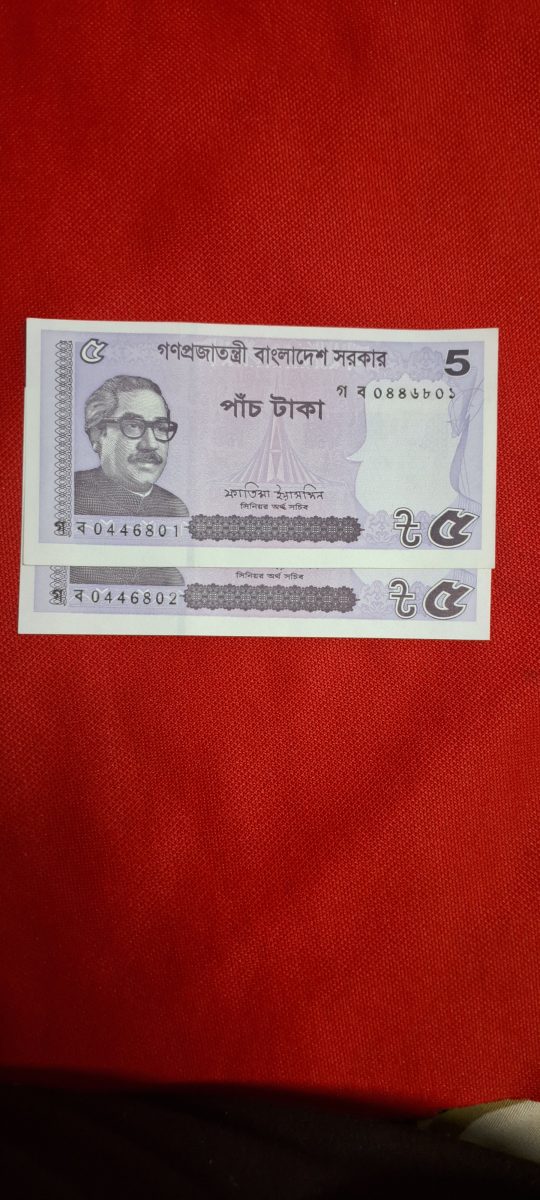 ৫ গণপ্রজাতন্ত্রী বাংলাদেশ সরকার 5
গ ব ০৪৪৬৮০১
পাঁচ টাকা
ফাতিমা ইয়াসমিন
সিনিয়র অর্থ সচিব
গ ব 0446801 ৳ ৫
সিনিয়র অর্থ সচিব
গ ব 0446802 ৳ ৫